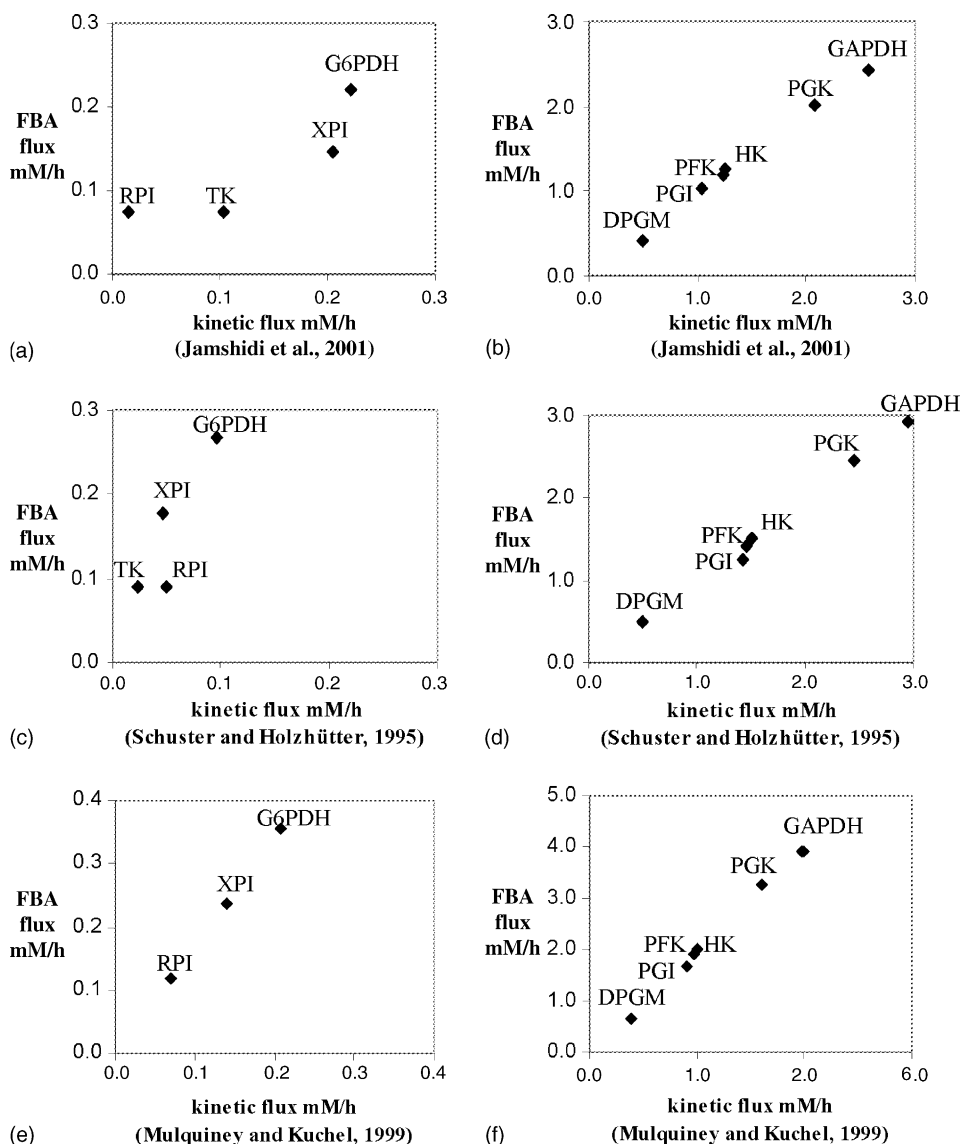 0.3
0.2
0.1
0.0
FBA
flux
mM/h
G6PDH
XPI
RPI
TK
0.0 0.1 0.2 0.3
kinetic flux mM/h
(a) (Jamshidi et al., 2001)
3.0
2.0
1.0
0.0
FBA
flux
mM/h
GAPDH
PGK
PFK HK
PGI
DPGM
0.0 1.0 2.0 3.0
kinetic flux mM/h
(b) (Jamshidi et al., 2001)
0.3
0.2
0.1
0.0
FBA
flux
mM/h
G6PDH
XPI
TK RPI
0.0 0.1 0.2 0.3
kinetic flux mM/h
(c) (Schuster and Holzhütter, 1995)
3.0
2.0
1.0
0.0
FBA
flux
mM/h
GAPDH
PGK
PFK HK
PGI
DPGM
0.0 1.0 2.0 3.0
kinetic flux mM/h
(d) (Schuster and Holzhütter, 1995)
0.4
0.3
0.2
0.1
0.0
FBA
flux
mM/h
G6PDH
XPI
RPI
0.0 0.1 0.2 0.3 0.4
kinetic flux mM/h
(e) (Mulquiney and Kuchel, 1999)
5.0
4.0
3.0
2.0
1.0
0.0
FBA
flux
mM/h
GAPDH
PGK
PFK HK
PGI
DPGM
0.0 1.0 2.0 6.0
kinetic flux mM/h
(f) (Mulquiney and Kuchel, 1999)